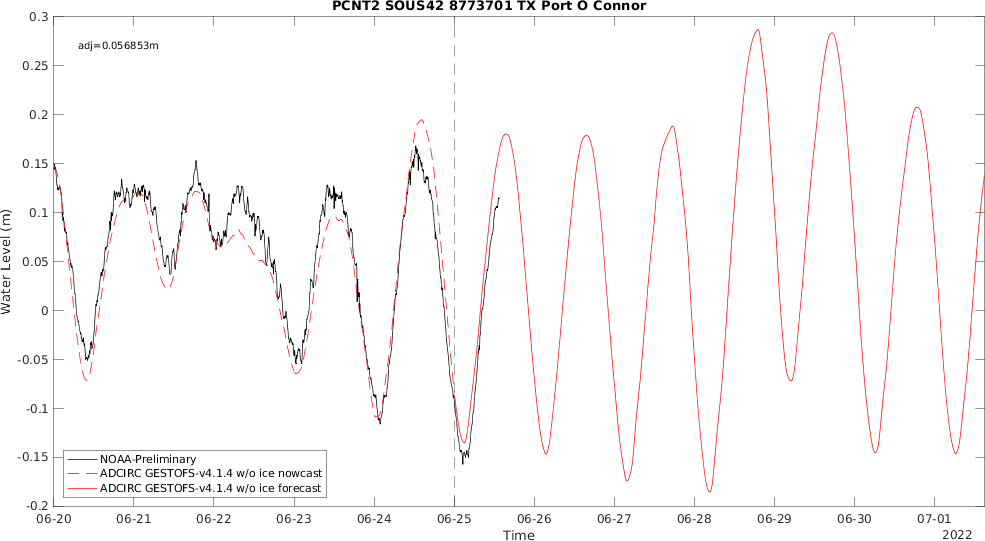 PCNT2 SOUS42 8773701 TX Port O Connor
adj=0.056853m
0.3
0.25
0.2
0.15
0.1
0.05
0
-0.05
-0.1
-0.15
-0.2
Water Level (m)
NOAA-Preliminary
ADCIRC GESTOFS-v4.1.4 w/o ice nowcast
ADCIRC GESTOFS-v4.1.4 w/o ice forecast
06-20 06-21 06-22 06-23 06-24 06-25 06-26 06-27 06-28 06-29 06-30 07-01
Time
2022